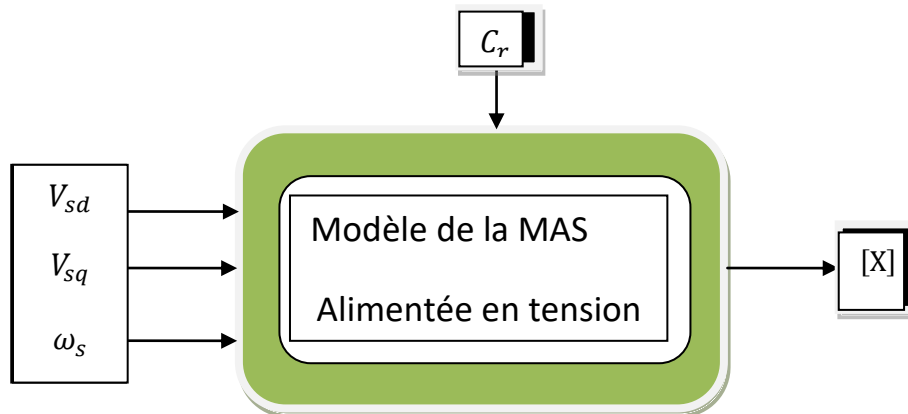 C_r
V_sd
V_sq
ω_s
Modèle de la MAS
Alimentée en tension
[X]